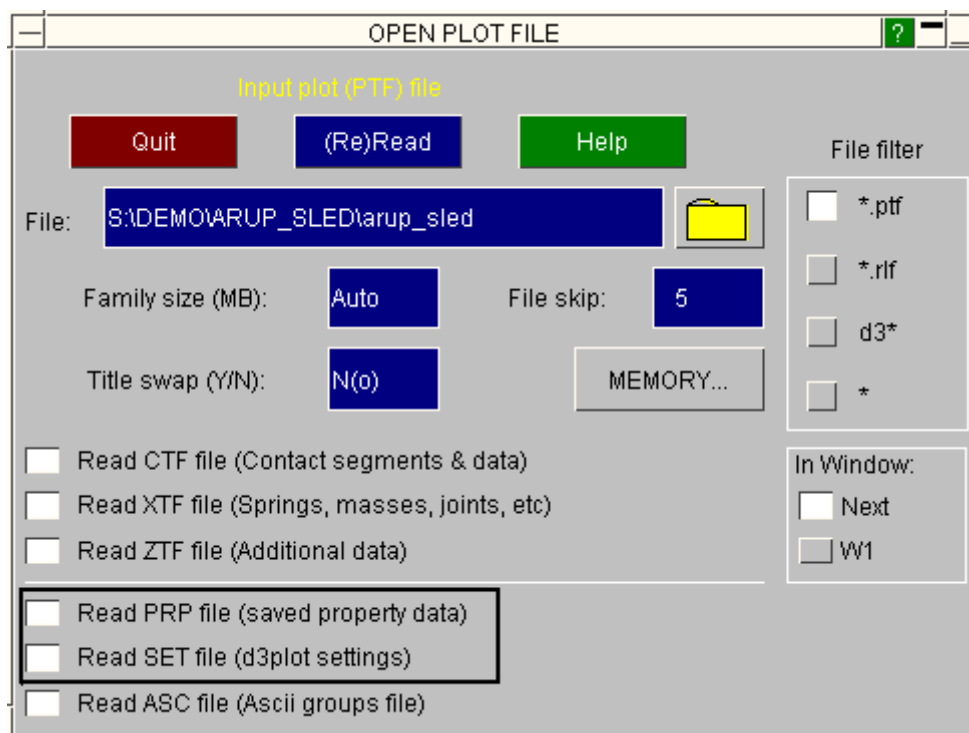 OPEN PLOT FILE ?
Input plot (PTF) file
Quit (Re)Read Help
File filter
File: S:\DEMO\ARUP_SLED\arup_sled
*.ptf
*.rlf
d3*
*
Family size (MB): Auto File skip: 5
Title swap (Y/N): N(o) MEMORY...
Read CTF file (Contact segments & data)
Read XTF file (Springs, masses, joints, etc)
Read ZTF file (Additional data)
In Window:
Next
W1
Read PRP file (saved property data)
Read SET file (d3plot settings)
Read ASC file (Ascii groups file)